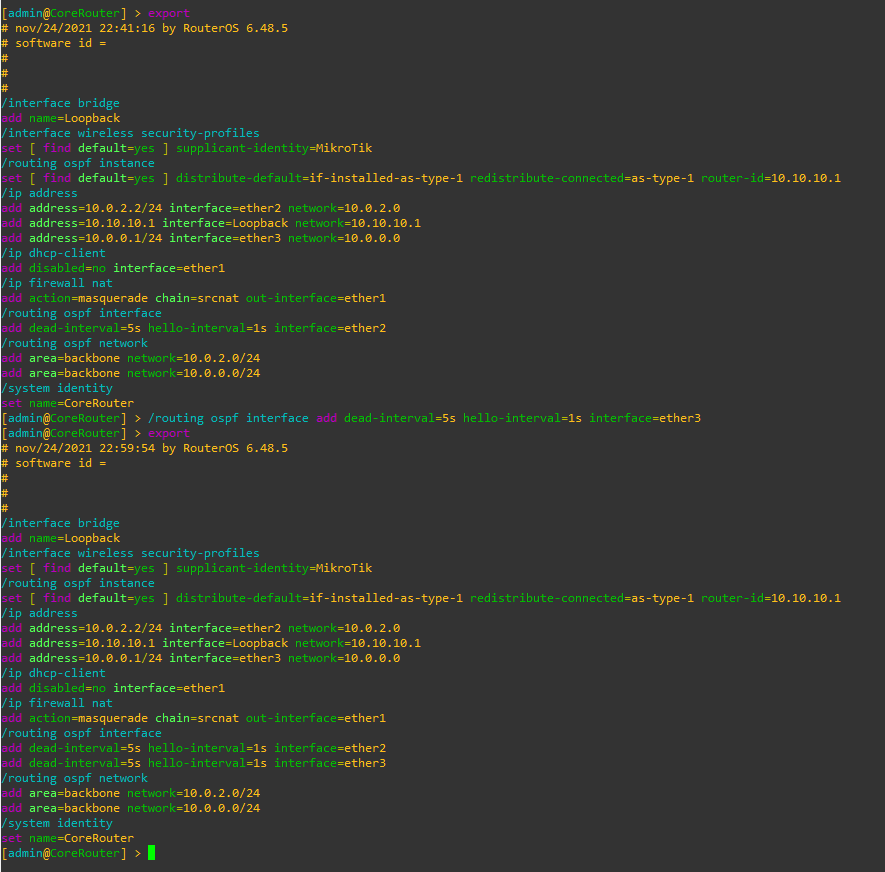 [admin@CoreRouter] > export
# nov/24/2021 22:41:16 by RouterOS 6.48.5
# software id =
#
#
#
/interface bridge
add name=Loopback
/interface wireless security-profiles
set [ find default=yes ] supplicant-identity=MikroTik
/routing ospf instance
set [ find default=yes ] distribute-default=if-installed-as-type-1 redistribute-connected=as-type-1 router-id=10.10.10.1
/ip address
add address=10.0.2.2/24 interface=ether2 network=10.0.2.0
add address=10.10.10.1 interface=Loopback network=10.10.10.1
add address=10.0.0.1/24 interface=ether3 network=10.0.0.0
/ip dhcp-client
add disabled=no interface=ether1
/ip firewall nat
add action=masquerade chain=srcnat out-interface=ether1
/routing ospf interface
add dead-interval=5s hello-interval=1s interface=ether2
/routing ospf network
add area=backbone network=10.0.2.0/24
add area=backbone network=10.0.0.0/24
/system identity
set name=CoreRouter
[admin@CoreRouter] > /routing ospf interface add dead-interval=5s hello-interval=1s interface=ether3
[admin@CoreRouter] > export
# nov/24/2021 22:59:54 by RouterOS 6.48.5
# software id =
#
#
#
/interface bridge
add name=Loopback
/interface wireless security-profiles
set [ find default=yes ] supplicant-identity=MikroTik
/routing ospf instance
set [ find default=yes ] distribute-default=if-installed-as-type-1 redistribute-connected=as-type-1 router-id=10.10.10.1
/ip address
add address=10.0.2.2/24 interface=ether2 network=10.0.2.0
add address=10.10.10.1 interface=Loopback network=10.10.10.1
add address=10.0.0.1/24 interface=ether3 network=10.0.0.0
/ip dhcp-client
add disabled=no interface=ether1
/ip firewall nat
add action=masquerade chain=srcnat out-interface=ether1
/routing ospf interface
add dead-interval=5s hello-interval=1s interface=ether2
add dead-interval=5s hello-interval=1s interface=ether3
/routing ospf network
add area=backbone network=10.0.2.0/24
add area=backbone network=10.0.0.0/24
/system identity
set name=CoreRouter
[admin@CoreRouter] >